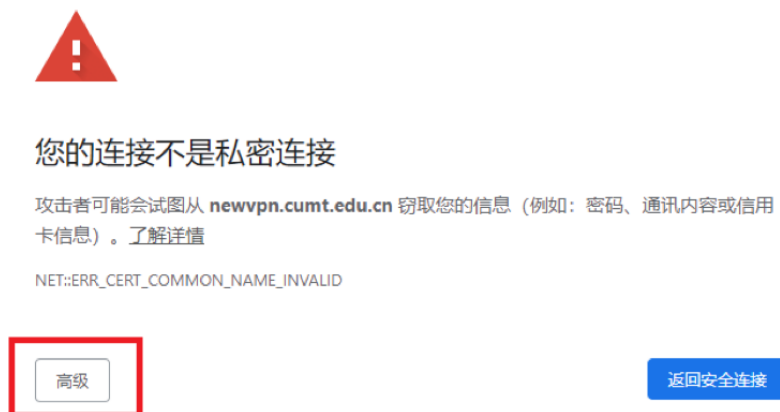 您的连接不是私密连接
攻击者可能会试图从 newvpn.cumt.edu.cn 窃取您的信息（例如：密码、通讯内容或信用
卡信息）。了解详情
NET::ERR_CERT_COMMON_NAME_INVALID
高级
返回安全连接